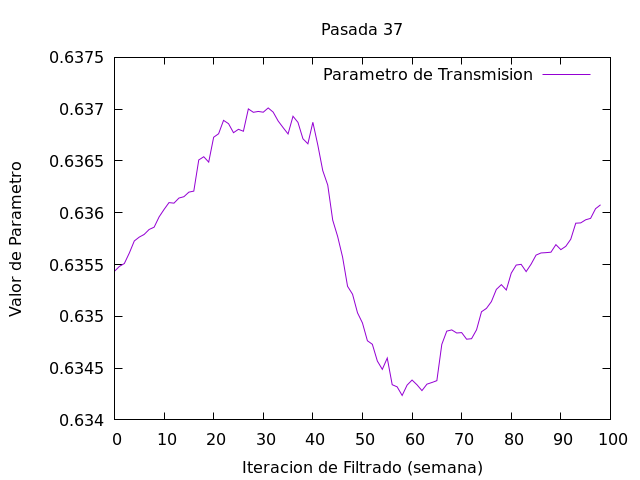 Pasada 37
0.6375
0.637
0.6365
0.636
0.6355
0.635
0.6345
0.634
Parametro de Transmision
Valor de Parametro
0 10 20 30 40 50 60 70 80 90 100
Iteracion de Filtrado (semana)